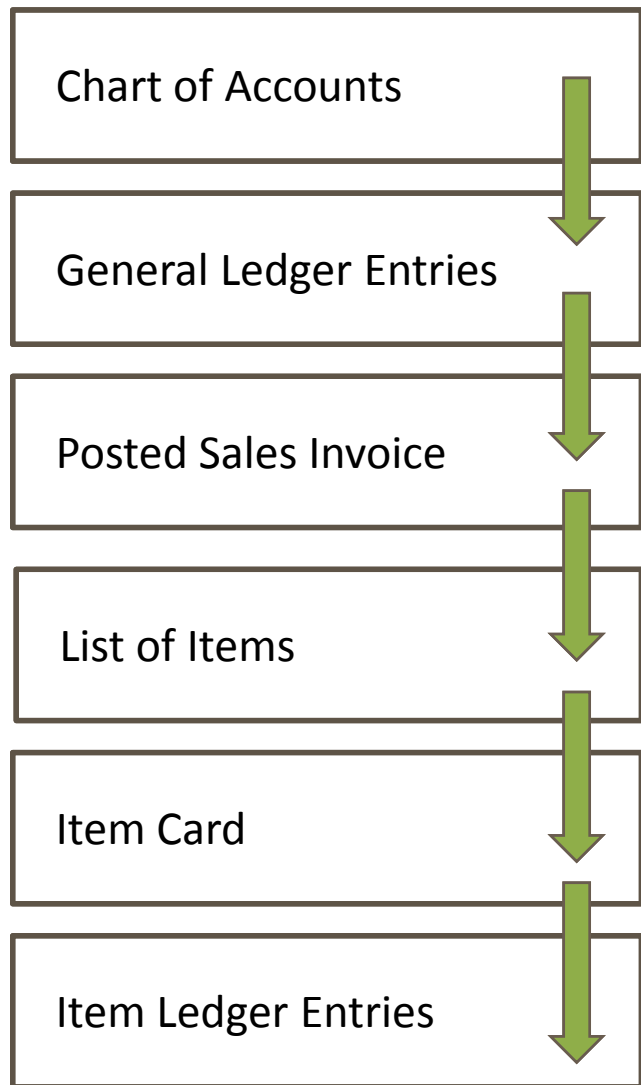 Chart of Accounts
General Ledger Entries
Posted Sales Invoice
List of Items
Item Card
Item Ledger Entries